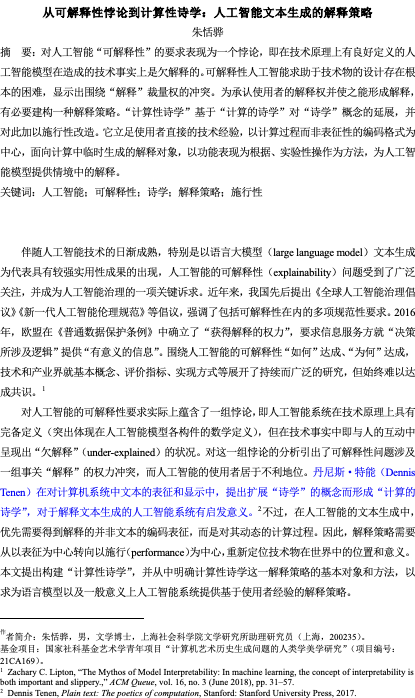 从可解释性悖论到计算性诗学：人工智能文本生成的解释策略
朱恬骅
摘 要：对人工智能“可解释性”的要求表现为一个悖论，即在技术原理上有良好定义的人
工智能模型在造成的技术事实上是欠解释的。可解释性人工智能求助于技术物的设计存在根
本的困难，显示出围绕“解释”裁量权的冲突。为承认使用者的解释权并使之能形成解释，
有必要建构一种解释策略。“计算性诗学”基于“计算的诗学”对“诗学”概念的延展，并
对此加以施行性改造。它立足使用者直接的技术经验，以计算过程而非表征性的编码格式为
中心，面向计算中临时生成的解释对象，以功能表现为根据、实验性操作为方法，为人工智
能模型提供情境中的解释。
关键词：人工智能；可解释性；诗学；解释策略；施行性
伴随人工智能技术的日渐成熟，特别是以语言大模型（large language model）文本生成
为代表具有较强实用性成果的出现，人工智能的可解释性（explainability）问题受到了广泛
关注，并成为人工智能治理的一项关键诉求。近年来，我国先后提出《全球人工智能治理倡
议》《新一代人工智能伦理规范》等倡议，强调了包括可解释性在内的多项规范性要求。2016
年，欧盟在《普通数据保护条例》中确立了“获得解释的权力”，要求信息服务方就“决策
所涉及逻辑”提供“有意义的信息”。围绕人工智能的可解释性“如何”达成、“为何”达成，
技术和产业界就基本概念、评价指标、实现方式等展开了持续而广泛的研究，但始终难以达
成共识。1
对人工智能的可解释性要求实际上蕴含了一组悖论，即人工智能系统在技术原理上具有
完备定义（突出体现在人工智能模型各构件的数学定义），但在技术事实中即与人的互动中
呈现出“欠解释”（under-explained）的状况。对这一组悖论的分析引出了可解释性问题涉及
一组事关“解释”的权力冲突，而人工智能的使用者居于不利地位。丹尼斯·特能（Dennis
Tenen）在对计算机系统中文本的表征和显示中，提出扩展“诗学”的概念而形成“计算的
诗学”，对于解释文本生成的人工智能系统有启发意义。2不过，在人工智能的文本生成中，
优先需要得到解释的并非文本的编码表征，而是对其动态的计算过程。因此，解释策略需要
从以表征为中心转向以施行（performance）为中心，重新定位技术物在世界中的位置和意义。
本文提出构建“计算性诗学”，并从中明确计算性诗学这一解释策略的基本对象和方法，以
求为语言模型以及一般意义上人工智能系统提供基于使用者经验的解释策略。
作者简介：朱恬骅，男，文学博士，上海社会科学院文学研究所助理研究员（上海，200235）。
基金项目：国家社科基金艺术学青年项目“计算机艺术历史生成问题的人类学美学研究”（项目编号：
21CA169）。
1 Zachary C. Lipton, “The Mythos of Model Interpretability: In machine learning, the concept of interpretability is
both important and slippery.,” ACM Queue, vol. 16, no. 3 (June 2018), pp. 31–57.
2 Dennis Tenen, Plain text: The poetics of computation, Stanford: Stanford University Press, 2017.